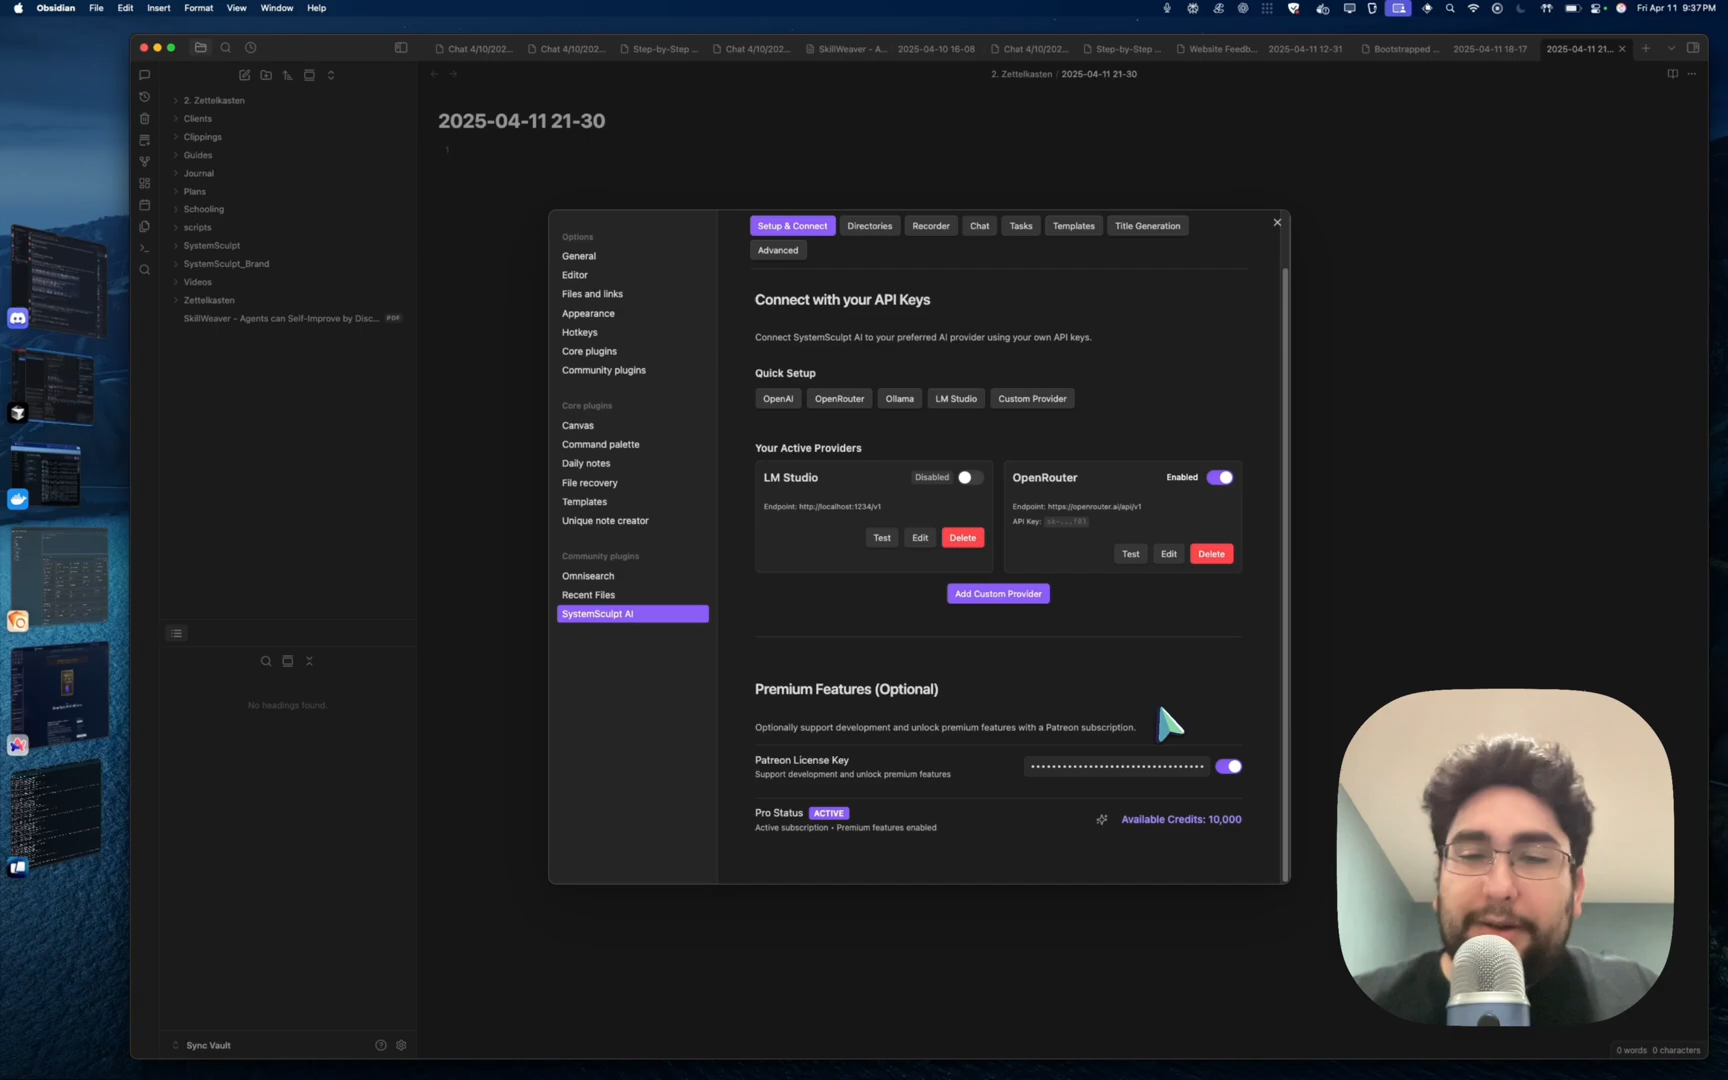 Obsidian File Edit Insert Format View Window Help
Fri Apr 11 9:37 PM
Chat 4/10/202...
Chat 4/10/202...
Step-by-Step ...
Chat 4/10/202...
SkillWeaver - A...
2025-04-10 16-08
Chat 4/10/202...
Step-by-Step ...
Website Feedb...
2025-04-11 12-31
Bootstrapped ...
2025-04-11 18-17
2025-04-11 21...
2. Zettelkasten / 2025-04-11 21-30
2. Zettelkasten
Clients
Clippings
Guides
Journal
Plans
Schooling
scripts
SystemSculpt
SystemSculpt_Brand
Videos
Zettelkasten
SkillWeaver - Agents can Self-Improve by Disc... PDF
No headings found.
Sync Vault
2025-04-11 21-30
1
Options
General
Editor
Files and links
Appearance
Hotkeys
Core plugins
Community plugins
Core plugins
Canvas
Command palette
Daily notes
File recovery
Templates
Unique note creator
Community plugins
Omnisearch
Recent Files
SystemSculpt AI
Setup & Connect Directories Recorder Chat Tasks Templates Title Generation
Advanced
Connect with your API Keys
Connect SystemSculpt AI to your preferred AI provider using your own API keys.
Quick Setup
OpenAI OpenRouter Ollama LM Studio Custom Provider
Your Active Providers
LM Studio Disabled
Endpoint: http://localhost:1234/v1
Test Edit Delete
OpenRouter Enabled
Endpoint: https://openrouter.ai/api/v1
API Key: sk-...f01
Test Edit Delete
Add Custom Provider
Premium Features (Optional)
Optionally support development and unlock premium features with a Patreon subscription.
Patreon License Key
Support development and unlock premium features
Pro Status ACTIVE
Active subscription • Premium features enabled
Available Credits: 10,000
0 words 0 characters